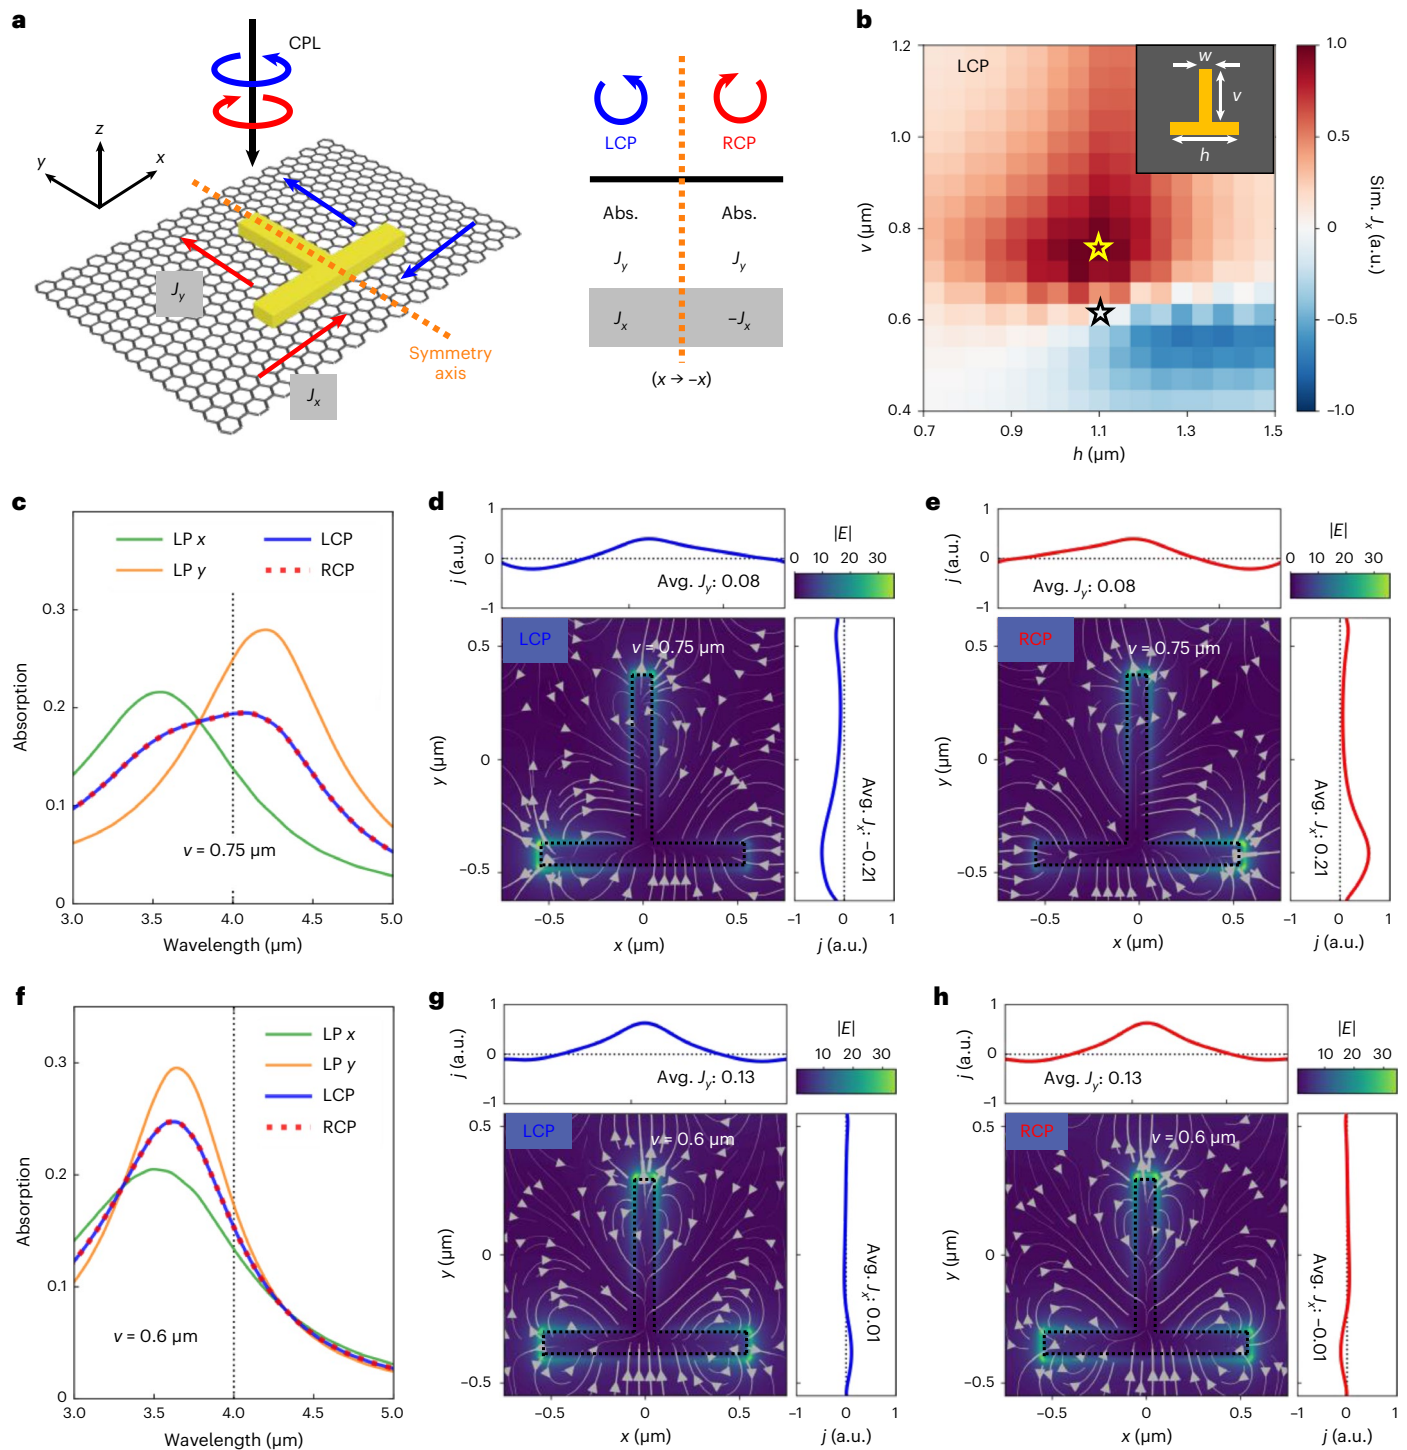 a
CPL
z
y
x
J_y
J_x
Symmetry
axis
LCP
RCP
Abs.
Abs.
J_y
J_y
J_x
–J_x
(x → –x)
b
LCP
w
v
h
1.2
1.0
0.8
0.6
0.4
v (μm)
0.7
0.9
1.1
1.3
1.5
h (μm)
1.0
0.5
0
–0.5
–1.0
Sim. J_x (a.u.)
c
LP x
LCP
LP y
RCP
0.3
0.2
0.1
0
Absorption
v = 0.75 μm
3.0
3.5
4.0
4.5
5.0
Wavelength (μm)
d
1
0
–1
j (a.u.)
Avg. J_y: 0.08
|E|
0
10
20
30
LCP
v = 0.75 μm
0.5
0
–0.5
y (μm)
–0.5
0
0.5
x (μm)
Avg. J_x: –0.21
–1
0
1
j (a.u.)
e
1
0
–1
j (a.u.)
Avg. J_y: 0.08
|E|
0
10
20
30
RCP
v = 0.75 μm
0.5
0
–0.5
y (μm)
–0.5
0
0.5
x (μm)
Avg. J_x: 0.21
–1
0
1
j (a.u.)
f
LP x
LP y
LCP
RCP
0.3
0.2
0.1
0
Absorption
v = 0.6 μm
3.0
3.5
4.0
4.5
5.0
Wavelength (μm)
g
1
0
–1
j (a.u.)
Avg. J_y: 0.13
|E|
10
20
30
LCP
v = 0.6 μm
0.5
0
–0.5
y (μm)
–0.5
0
0.5
x (μm)
Avg. J_x: 0.01
–1
0
1
j (a.u.)
h
1
0
–1
j (a.u.)
Avg. J_y: 0.13
|E|
10
20
30
RCP
v = 0.6 μm
0.5
0
–0.5
y (μm)
–0.5
0
0.5
x (μm)
Avg. J_x: –0.01
–1
0
1
j (a.u.)